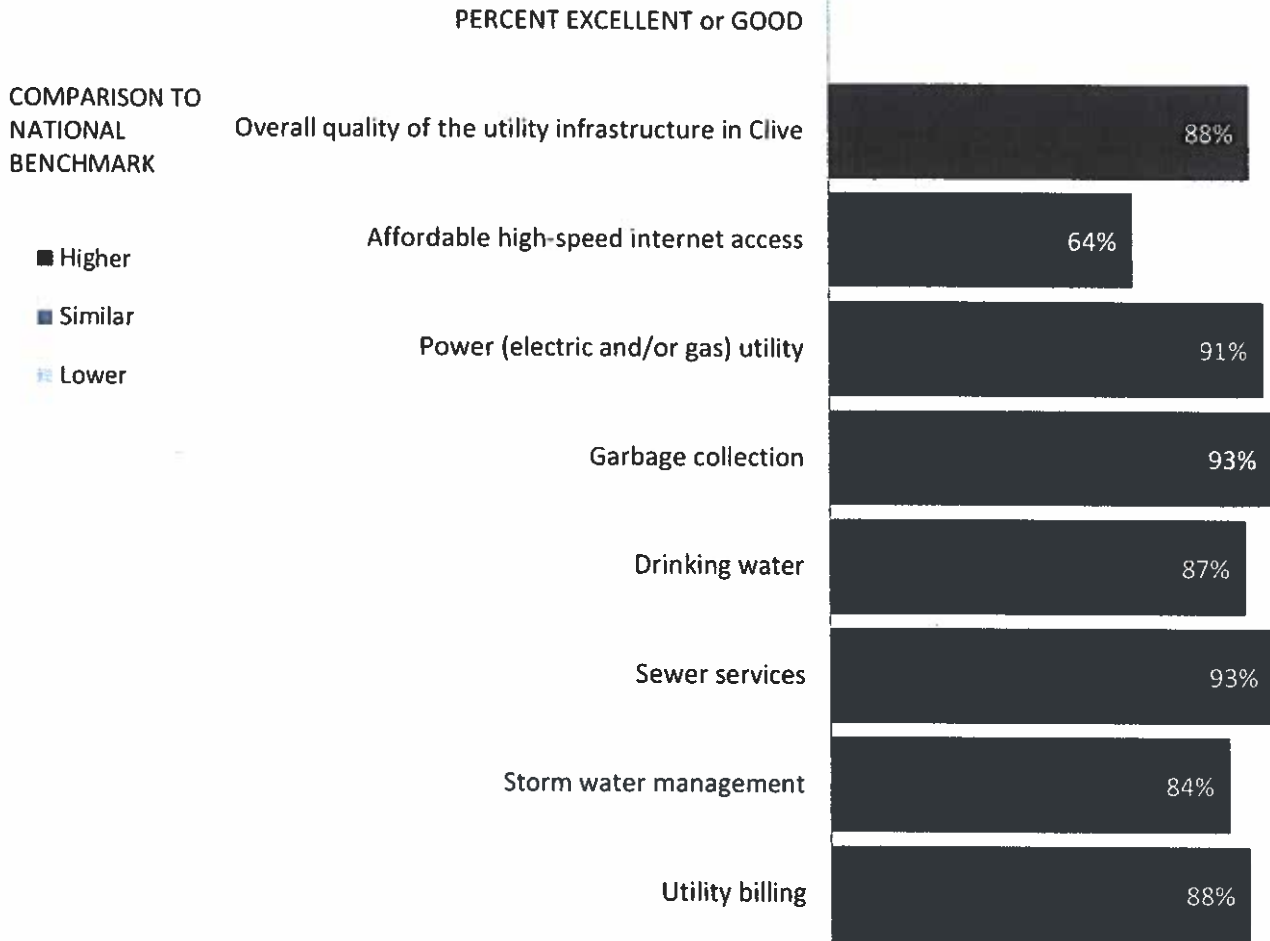 PERCENT EXCELLENT or GOOD
COMPARISON TO
NATIONAL
BENCHMARK
Higher
Similar
Lower
Overall quality of the utility infrastructure in Clive 88%
Affordable high-speed internet access 64%
Power (electric and/or gas) utility 91%
Garbage collection 93%
Drinking water 87%
Sewer services 93%
Storm water management 84%
Utility billing 88%